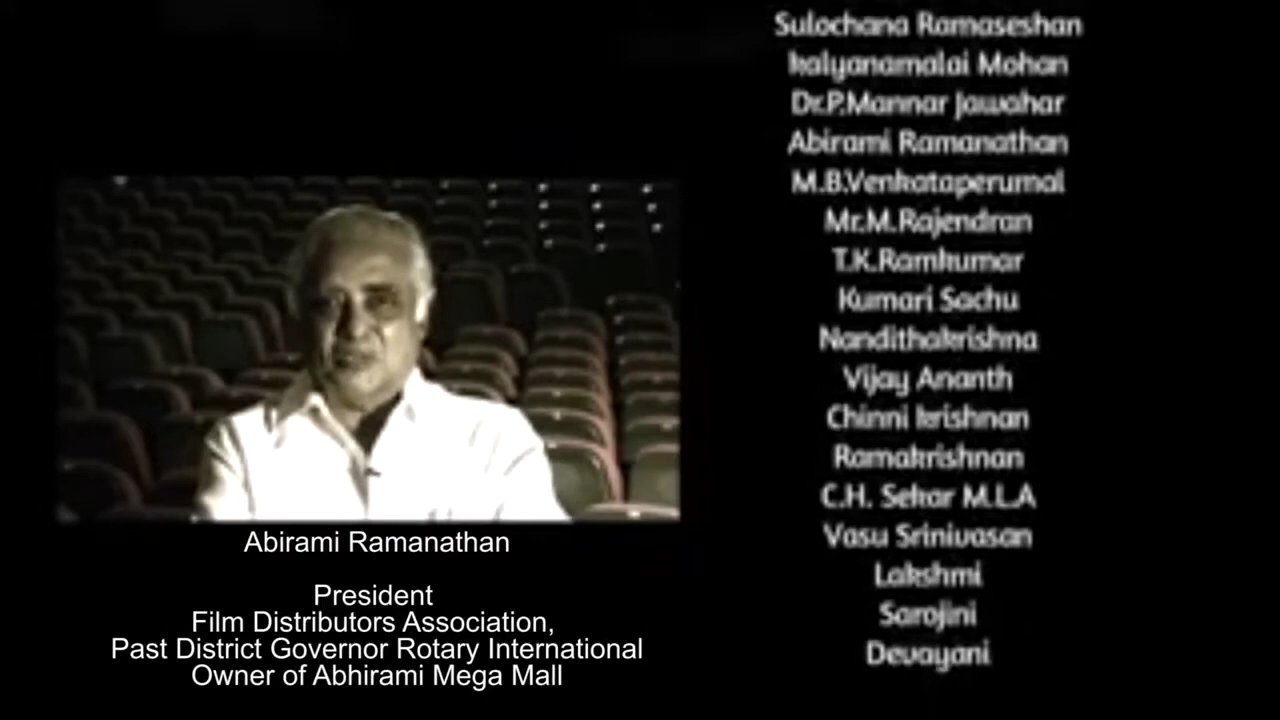 Abirami Ramanathan
President
Film Distributors Association,
Past District Governor Rotary International
Owner of Abhirami Mega Mall
Sulochana Ramaseshan
kalyanamalai Mohan
Dr.P.Mannar Jawahar
Abirami Ramanathan
M.B.Venkataperumal
Mr.M.Rajendran
T.K.Ramkumar
Kumari Sachu
Nandithakrishna
Vijay Ananth
Chinni krishnan
Ramakrishnan
C.H. Sekar M.L.A
Vasu Srinivasan
Lakshmi
Sarojini
Devayani